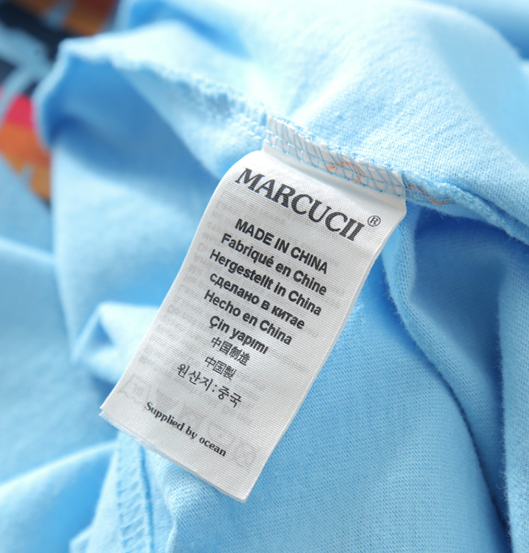 MARCUCII®
MADE IN CHINA
Fabriqué en Chine
Hergestellt in China
сделано в китае
Hecho en China
Çin yapımı
中国制造
中国製
원산지:중국
Supplied by ocean